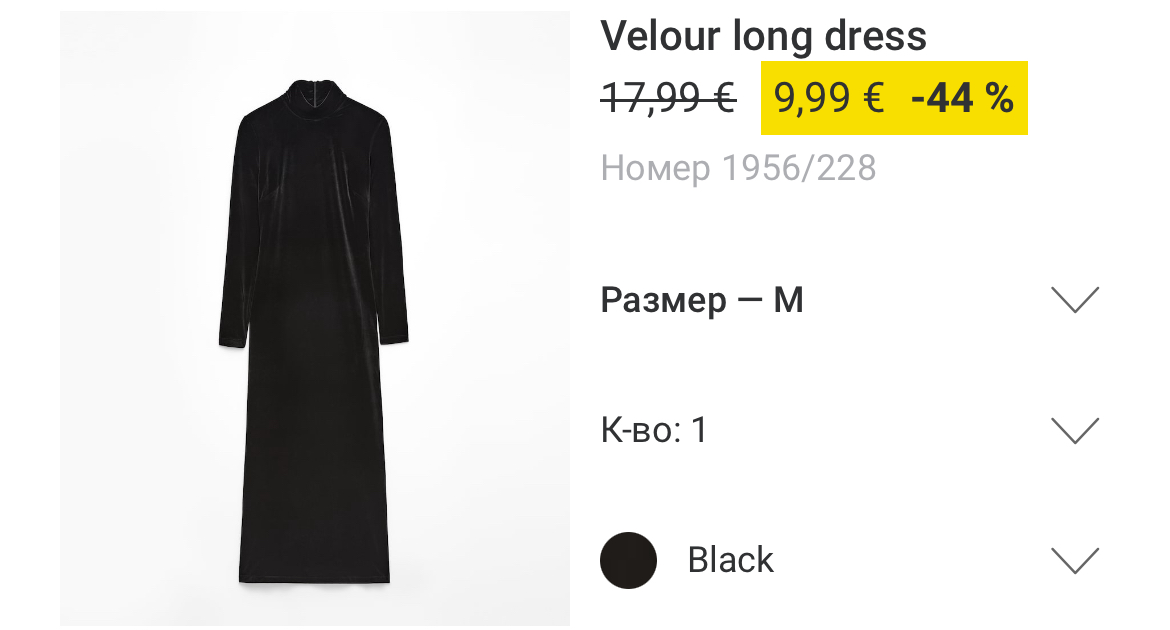 Velour long dress
17,99 € 9,99 € -44 %
Номер 1956/228
Размер — M
К-во: 1
Black